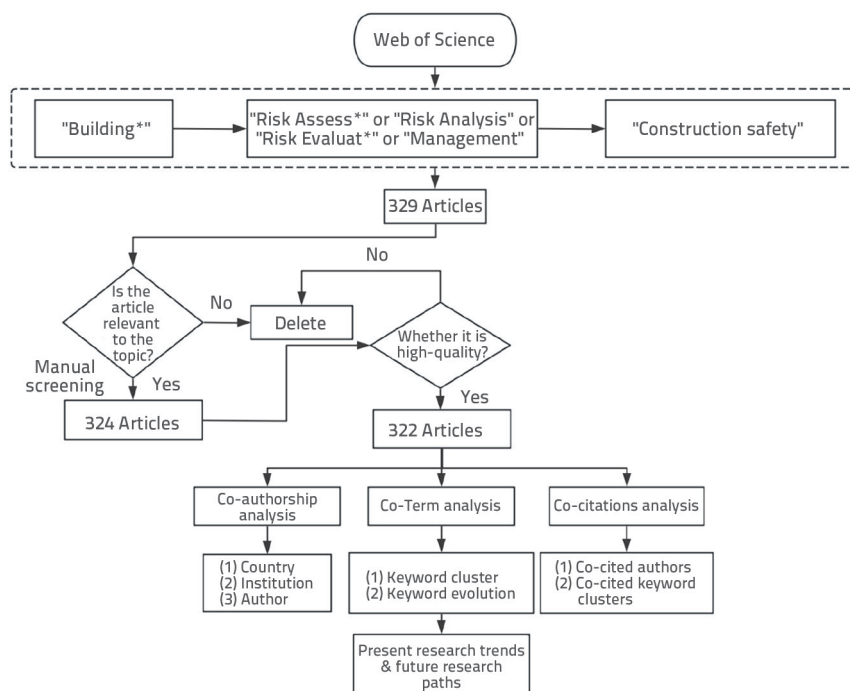 Web of Science
"Building*"
"Risk Assess*" or "Risk Analysis" or
"Risk Evaluat*" or "Management"
"Construction safety"
329 Articles
No
Is the
article
relevant
to the
topic?
No
Delete
Whether it is
high-quality?
Manual
screening
Yes
Yes
324 Articles
322 Articles
Co-authorship
analysis
Co-Term analysis
Co-citations analysis
(1) Country
(2) Institution
(3) Author
(1) Keyword cluster
(2) Keyword evolution
(1) Co-cited authors
(2) Co-cited keyword
clusters
Present research trends
& future research
paths